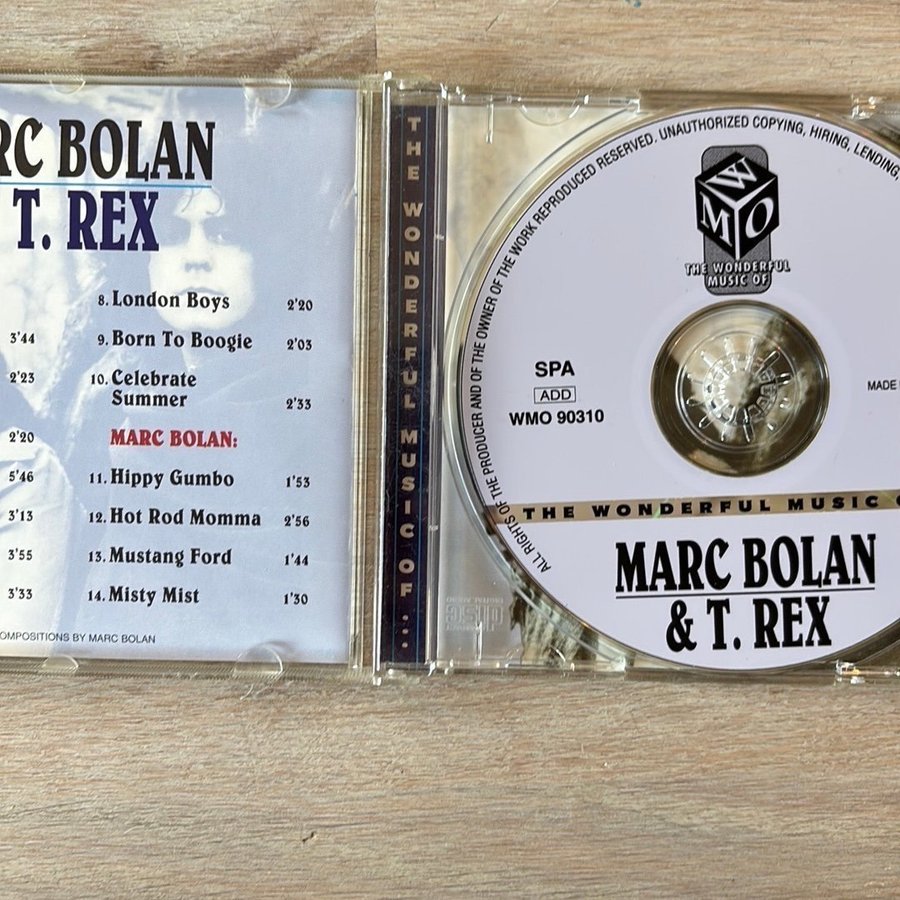 RC BOLAN
T. REX
3'44
2'23
2'20
5'46
3'13
3'55
3'33
8. London Boys 2'20
9. Born To Boogie 2'03
10. Celebrate
Summer 2'33
MARC BOLAN:
11. Hippy Gumbo 1'53
12. Hot Rod Momma 2'56
13. Mustang Ford 1'44
14. Misty Mist 1'30
OMPOSITIONS BY MARC BOLAN
THE WONDERFUL MUSIC OF ...
ALL RIGHTS OF THE PRODUCER AND OF THE OWNER OF THE WORK REPRODUCED RESERVED. UNAUTHORIZED COPYING, HIRING, LENDING,
WMO
THE WONDERFUL
MUSIC OF
SPA
ADD
WMO 90310
MADE
THE WONDERFUL MUSIC O
MARC BOLAN
& T. REX
disc
DIGITAL AUDIO